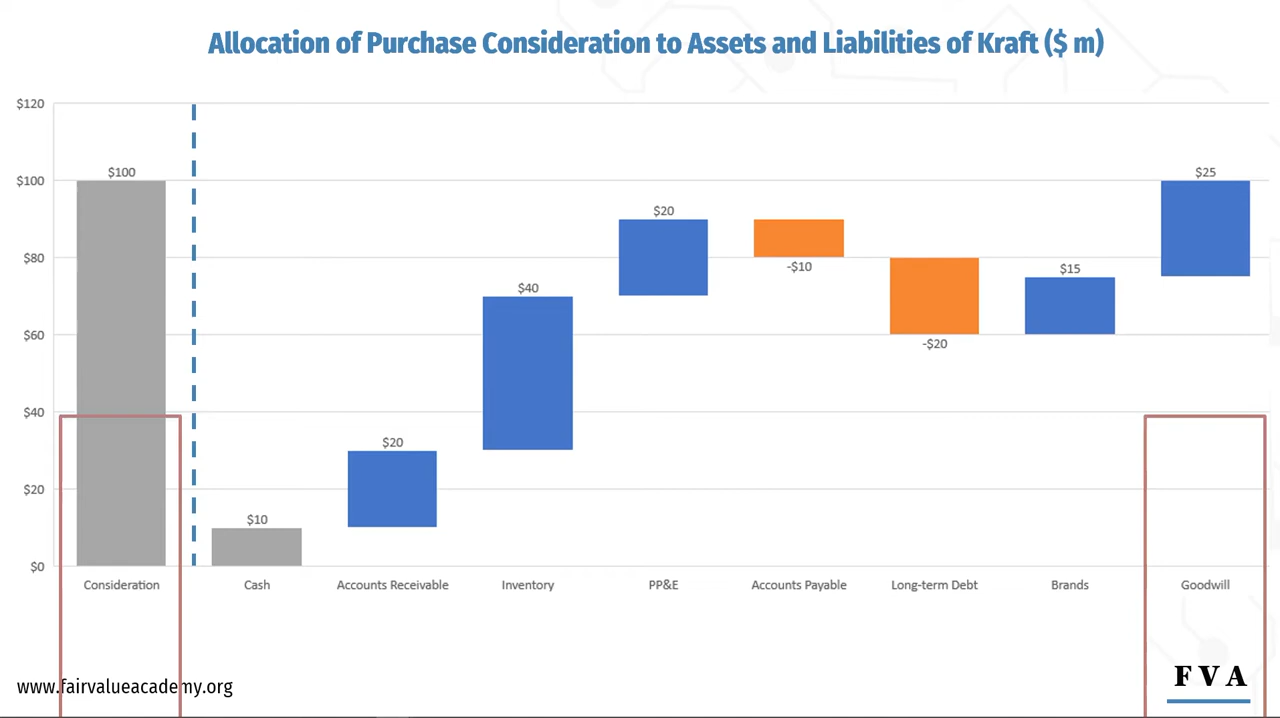 Allocation of Purchase Consideration to Assets and Liabilities of Kraft ($ m)
$120
$100
$80
$60
$40
$20
$0
$100
$10
$20
$40
$20
-$10
-$20
$15
$25
Consideration
Cash
Accounts Receivable
Inventory
PP&E
Accounts Payable
Long-term Debt
Brands
Goodwill
www.fairvalueacademy.org
FVA